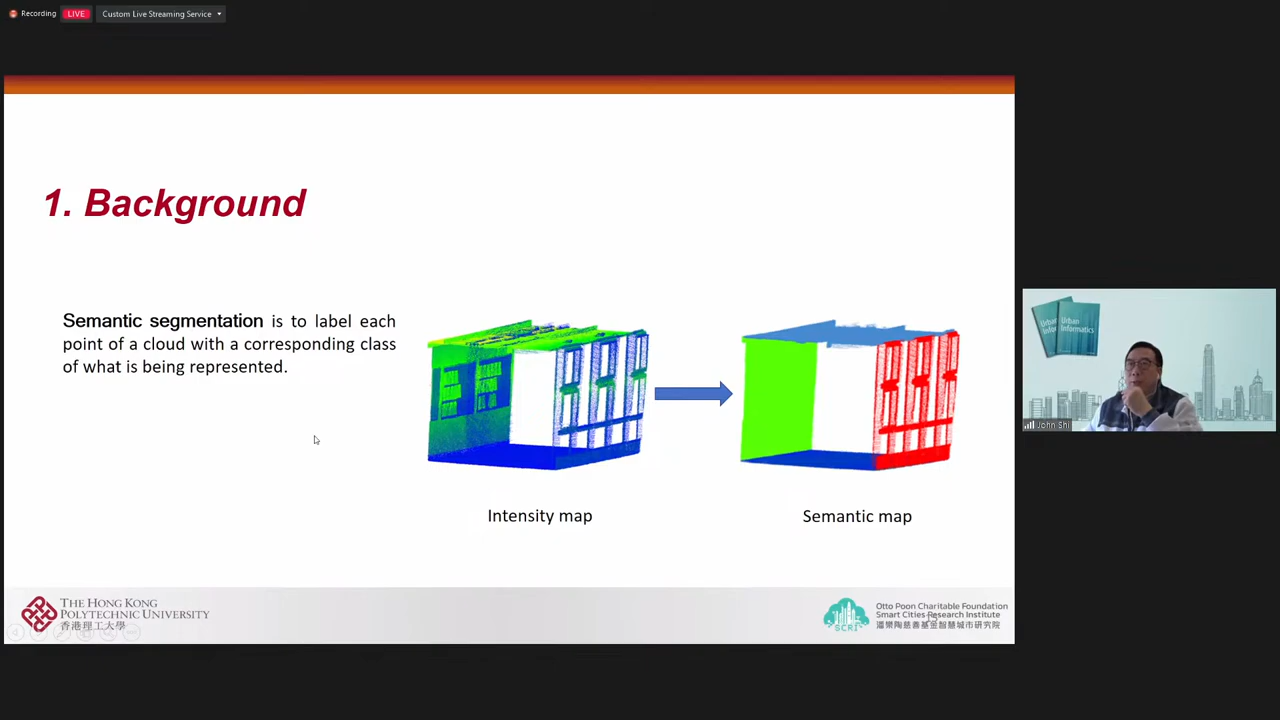 Recording
LIVE
Custom Live Streaming Service
1. Background
Semantic segmentation is to label each
point of a cloud with a corresponding class
of what is being represented.
Intensity map
Semantic map
Urban
Informatics
John Shi
THE HONG KONG
POLYTECHNIC UNIVERSITY
香港理工大學
SCRI
Otto Poon Charitable Foundation
Smart Cities Research Institute
潘樂陶慈善基金智慧城市研究院